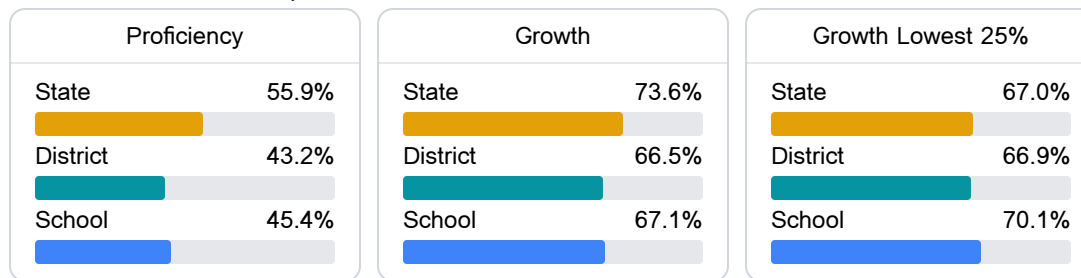 Proficiency
State 55.9%
District 43.2%
School 45.4%
Growth
State 73.6%
District 66.5%
School 67.1%
Growth Lowest 25%
State 67.0%
District 66.9%
School 70.1%